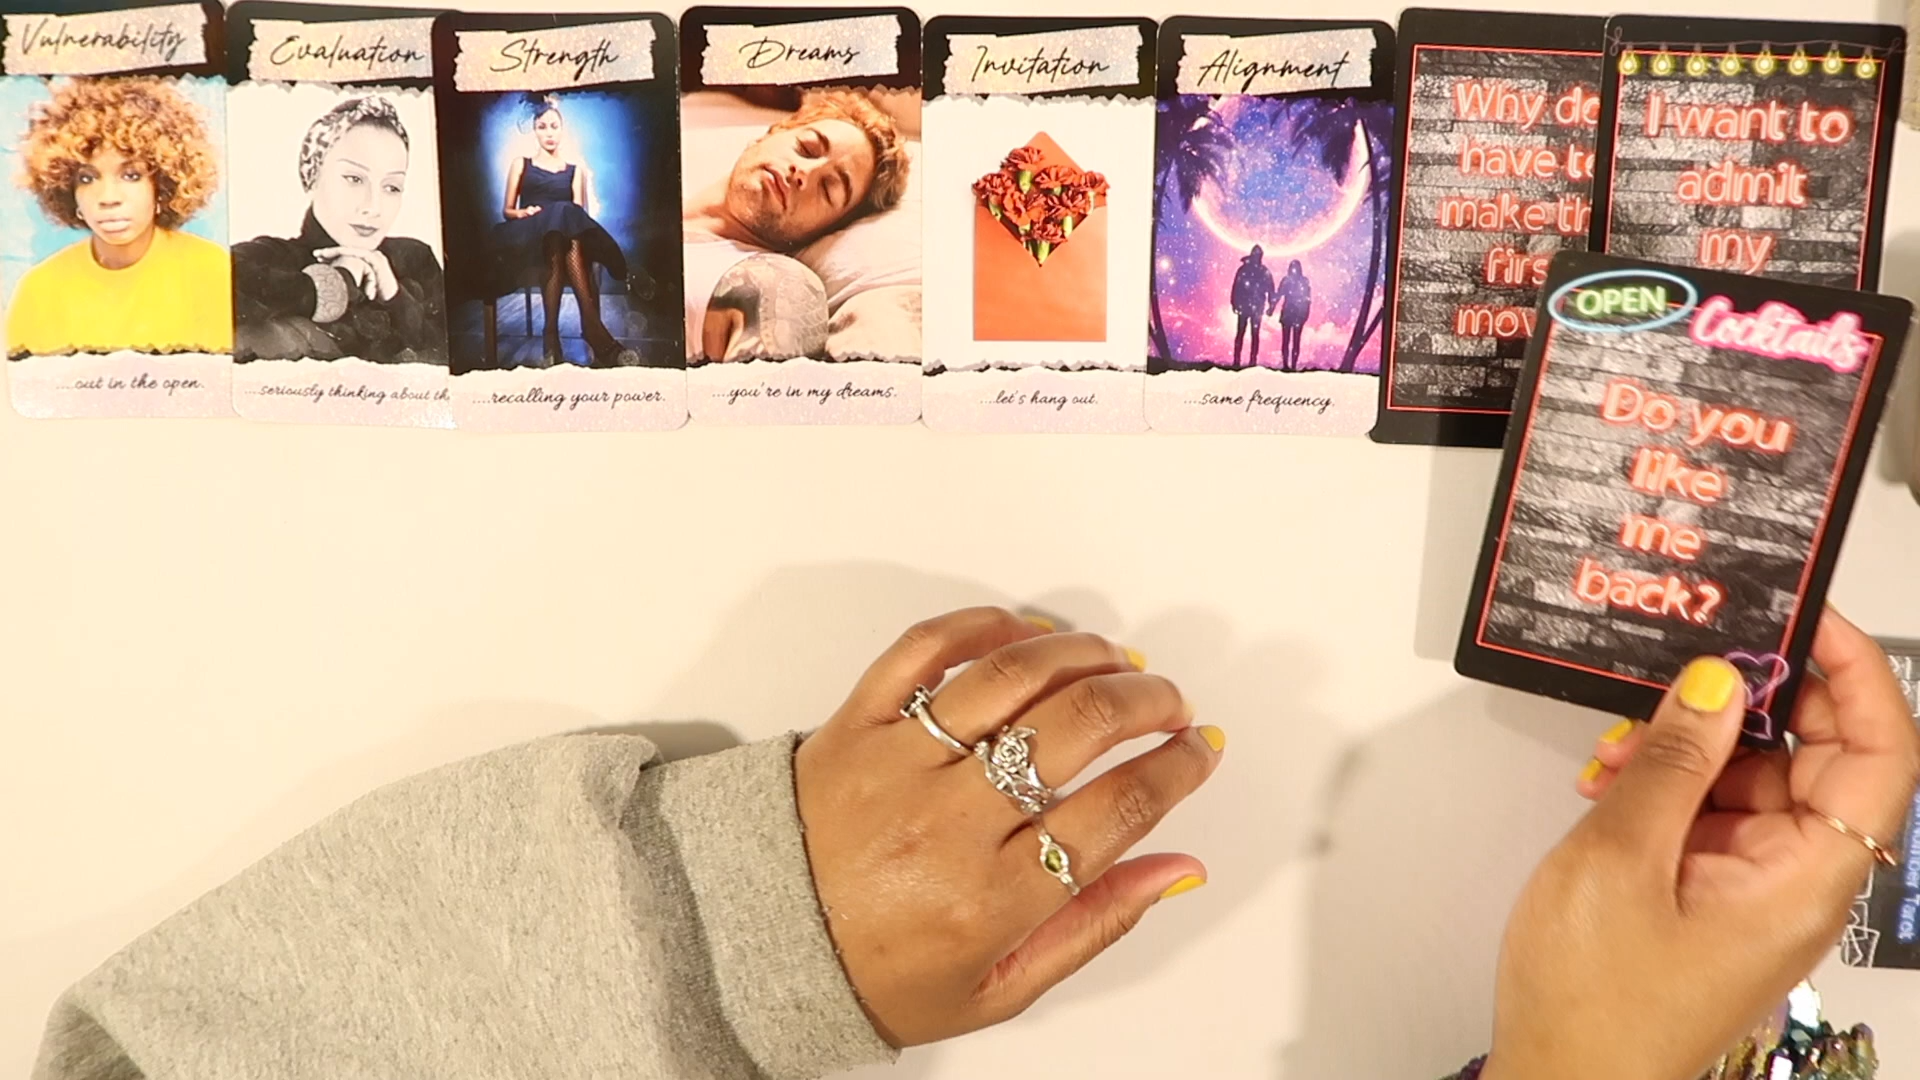 Vulnerability
....out in the open.
Evaluation
....seriously thinking about th
Strength
....recalling your power.
Dreams
....you're in my dreams.
Invitation
....let's hang out.
Alignment
....same frequency.
Why do
have to
make th
firs
mov
I want to
admit
my
OPEN
Cocktails
Do you
like
me
back?
Tarot